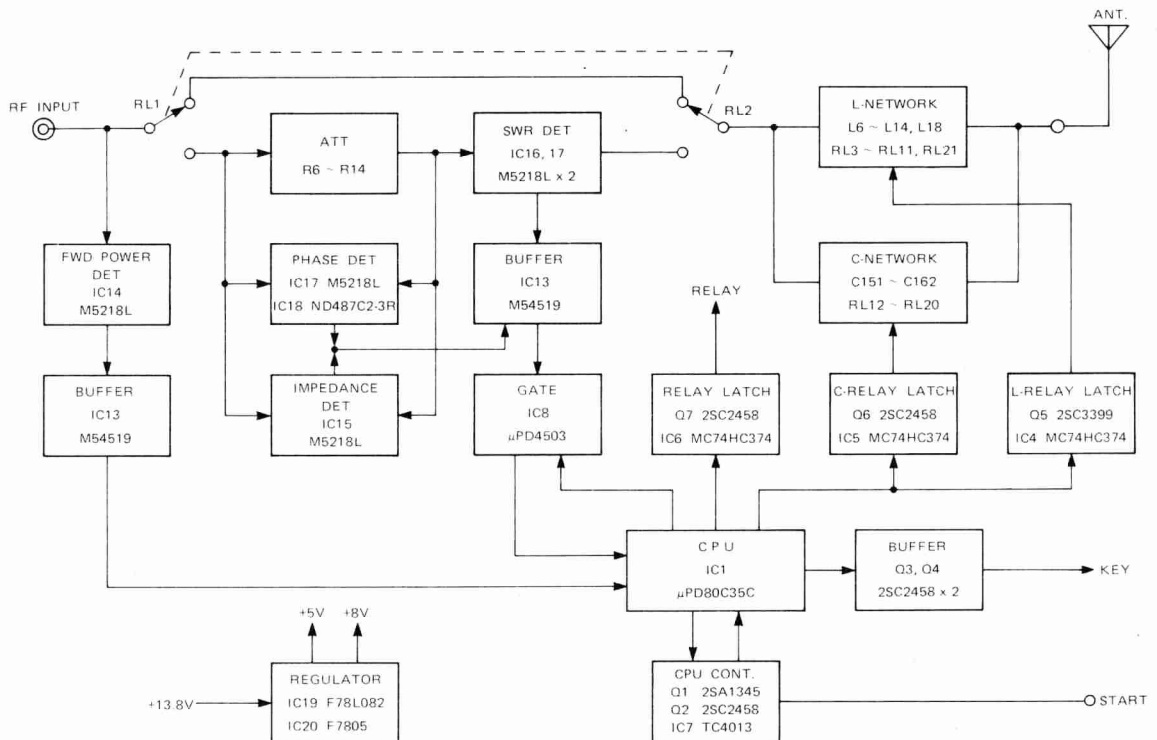 ANT.
RF INPUT
RL1
RL2
L-NETWORK
L6 ~ L14, L18
RL3 ~ RL11, RL21
ATT
R6 ~ R14
SWR DET
IC16, 17
M5218L x 2
FWD POWER
DET
IC14
M5218L
PHASE DET
IC17 M5218L
IC18 ND487C2-3R
BUFFER
IC13
M54519
C-NETWORK
C151 ~ C162
RL12 ~ RL20
RELAY
BUFFER
IC13
M54519
IMPEDANCE
DET
IC15
M5218L
GATE
IC8
μPD4503
RELAY LATCH
Q7 2SC2458
IC6 MC74HC374
C-RELAY LATCH
Q6 2SC2458
IC5 MC74HC374
L-RELAY LATCH
Q5 2SC3399
IC4 MC74HC374
CPU
IC1
μPD80C35C
BUFFER
Q3, Q4
2SC2458 x 2
KEY
+5V
+8V
+13.8V
REGULATOR
IC19 F78L082
IC20 F7805
CPU CONT.
Q1 2SA1345
Q2 2SC2458
IC7 TC4013
START